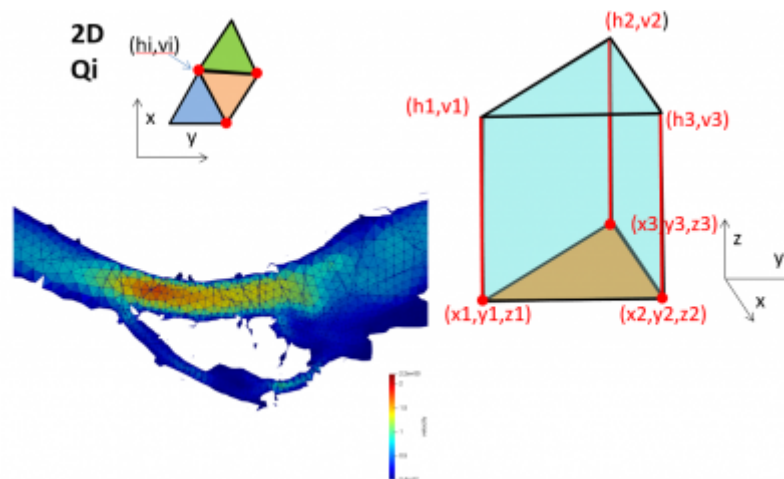 2D
Qi
(hi,vi)
x
y
(h2,v2)
(h1,v1)
(h3,v3)
(x3,y3,z3)
(x1,y1,z1)
(x2,y2,z2)
z
y
x
velocity